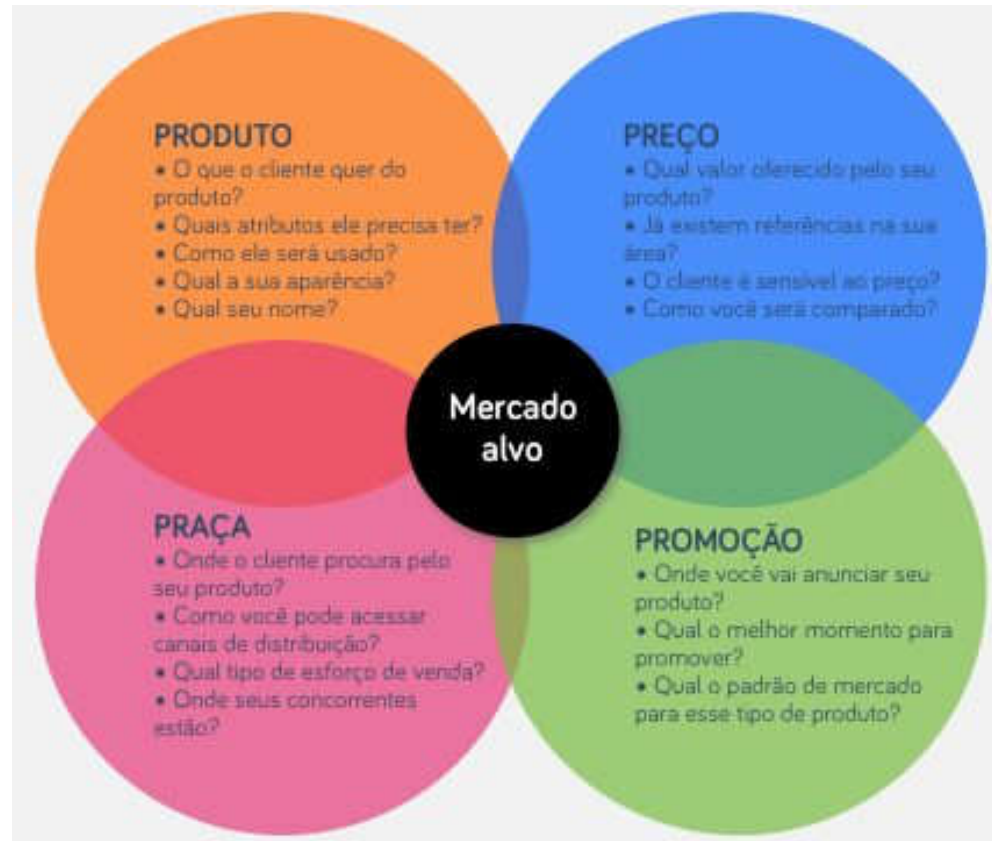 PRODUTO
• O que o cliente quer do
produto?
• Quais atributos ele precisa ter?
• Como ele será usado?
• Qual a sua aparência?
• Qual seu nome?
PREÇO
• Qual valor oferecido pelo seu
produto?
• Já existem referências na sua
área?
• O cliente é sensível ao preço?
• Como você será comparado?
Mercado
alvo
PRAÇA
• Onde o cliente procura pelo
seu produto?
• Como você pode acessar
canais de distribuição?
• Qual tipo de esforço de venda?
• Onde seus concorrentes
estão?
PROMOÇÃO
• Onde você vai anunciar seu
produto?
• Qual o melhor momento para
promover?
• Qual o padrão de mercado
para esse tipo de produto?